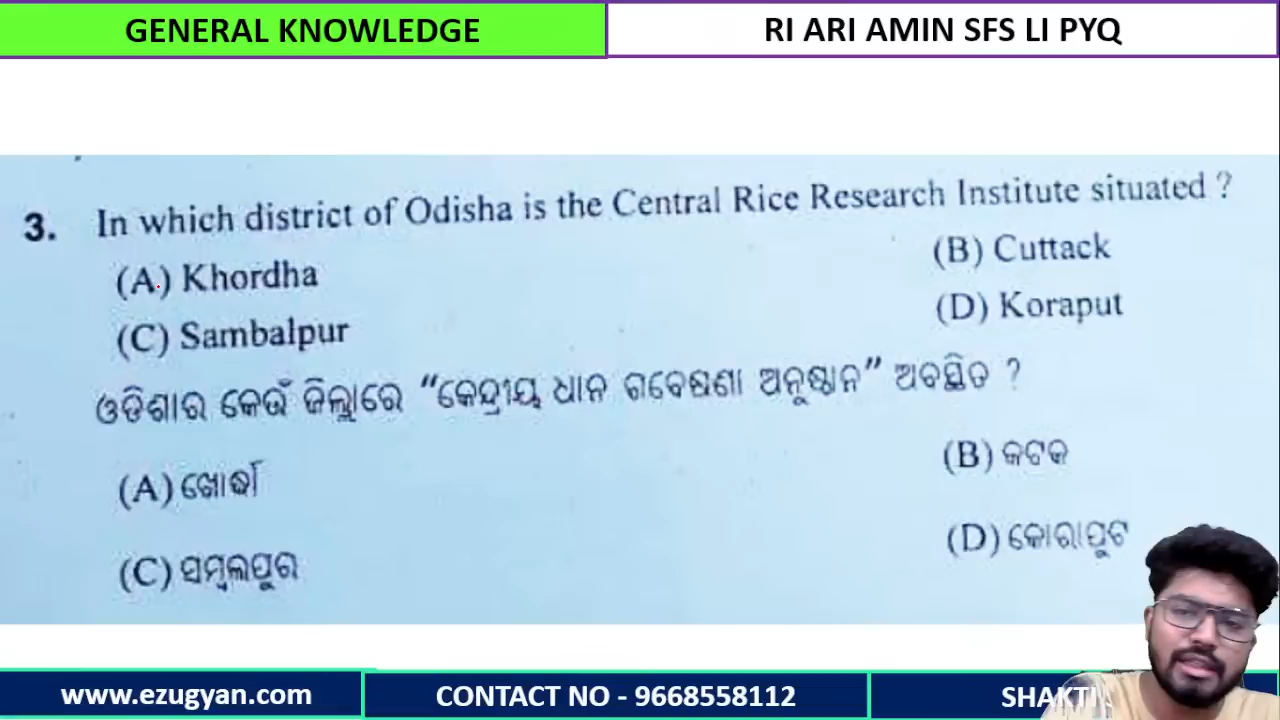 GENERAL KNOWLEDGE
RI ARI AMIN SFS LI PYQ
3. In which district of Odisha is the Central Rice Research Institute situated ?
(A) Khordha (B) Cuttack
(C) Sambalpur (D) Koraput
ଓଡିଶାର କେଉଁ ଜିଲ୍ଲାରେ “କେନ୍ଦ୍ରୀୟ ଧାନ ଗବେଷଣା ଅନୁଷ୍ଠାନ” ଅବସ୍ଥିତ ?
(A) ଖୋର୍ଦ୍ଧା (B) କଟକ
(C) ସମ୍ବଲପୁର (D) କୋରାପୁଟ
www.ezugyan.com
CONTACT NO - 9668558112
SHAKTI